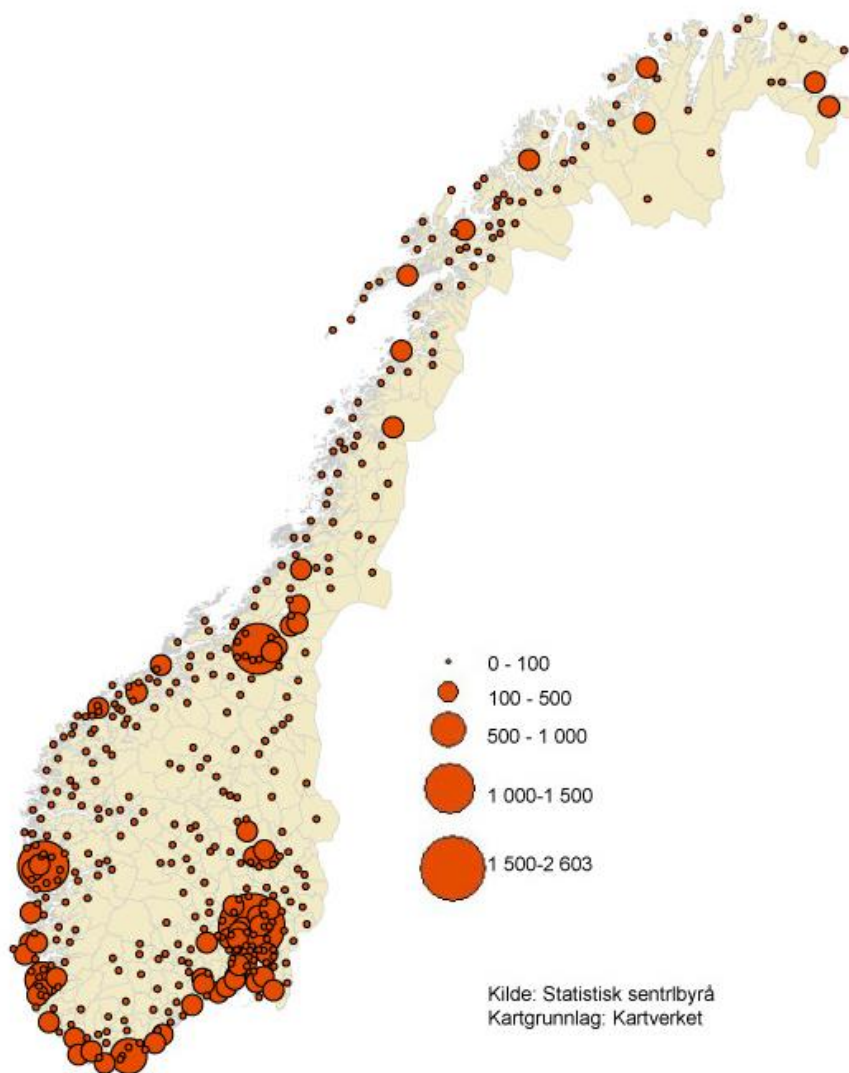 0 - 100
100 - 500
500 - 1 000
1 000-1 500
1 500-2 603
Kilde: Statistisk sentrlbyrå
Kartgrunnlag: Kartverket